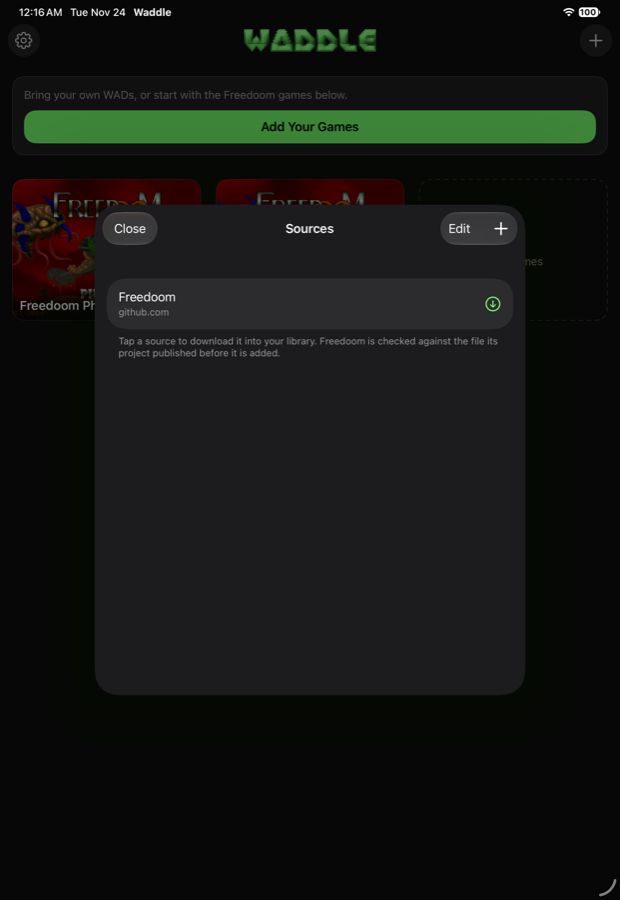 12:16 AM Tue Nov 24 Waddle 100
WADDLE
Bring your own WADs, or start with the Freedoom games below.
Add Your Games
Close
Sources
Edit
Freedoom
github.com
Tap a source to download it into your library. Freedoom is checked against the file its
project published before it is added.
Freedoom Ph